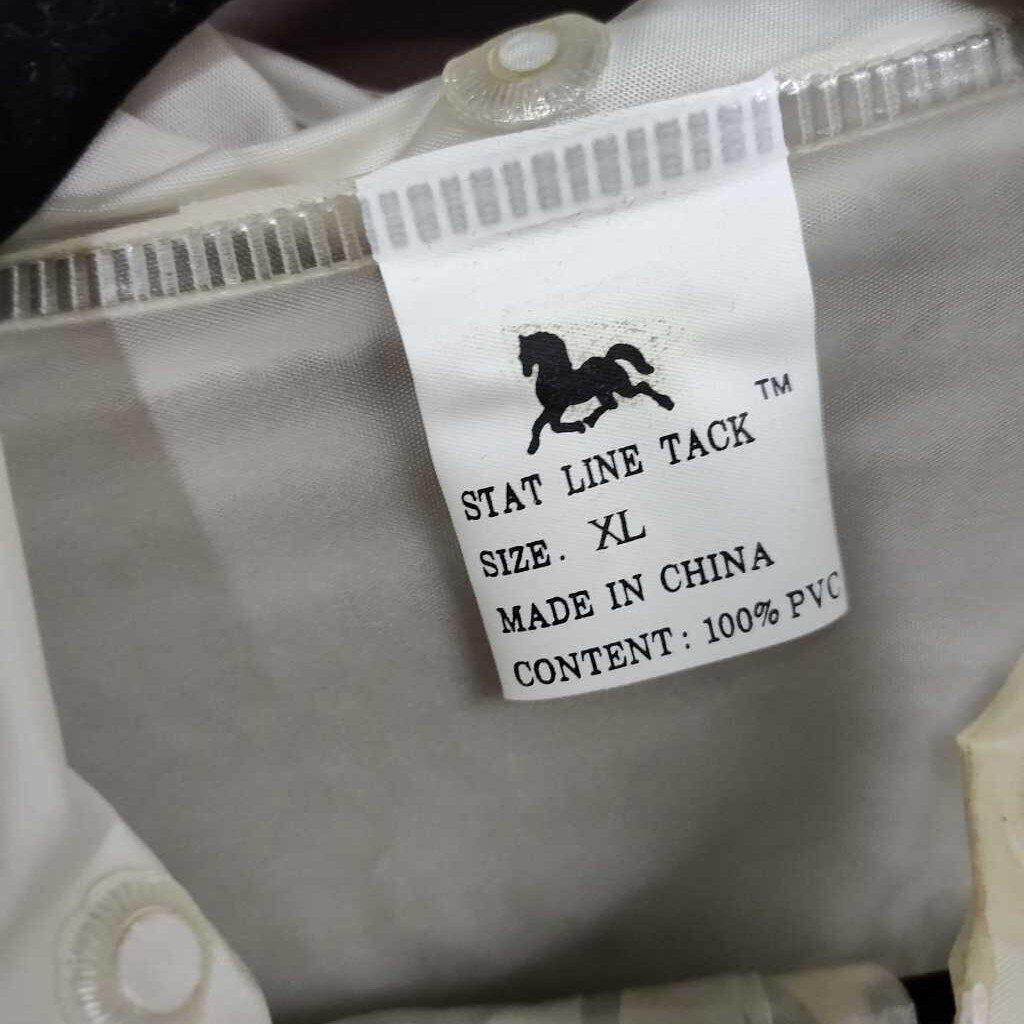 STAT LINE TACK ™
SIZE. XL
MADE IN CHINA
CONTENT: 100% PVC